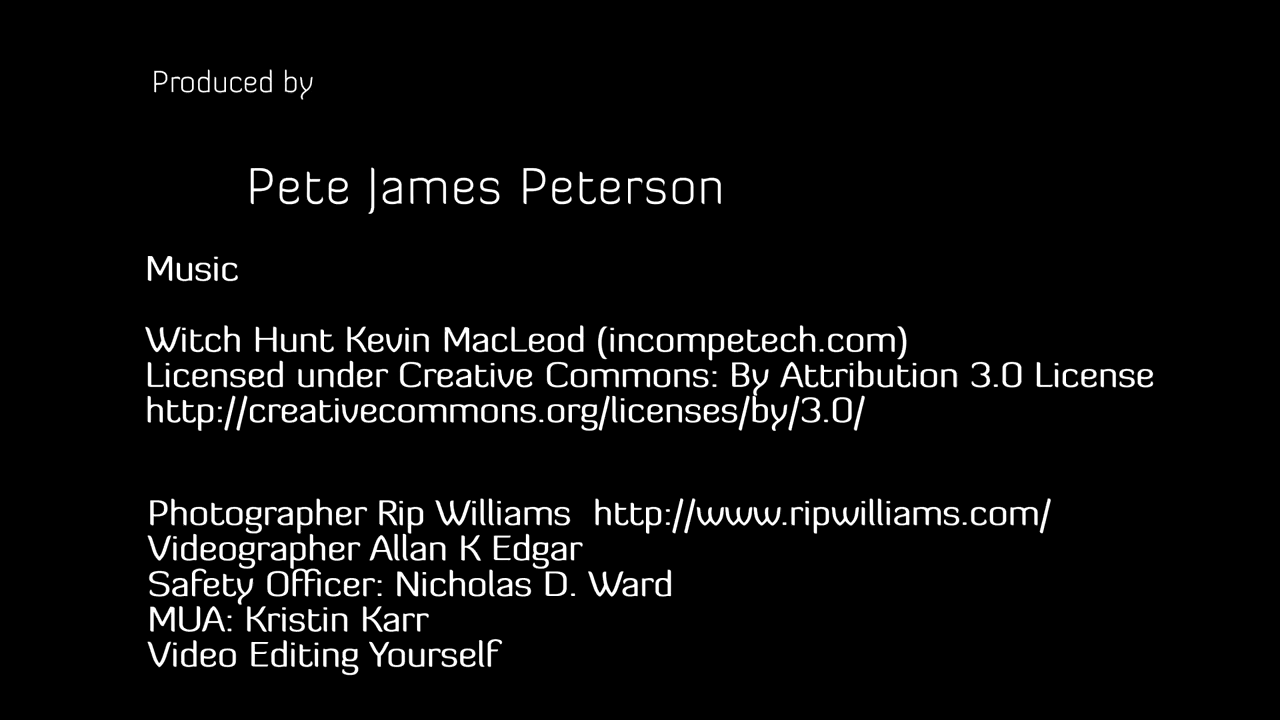 Produced by
Pete James Peterson
Music
Witch Hunt Kevin MacLeod (incompetech.com)
Licensed under Creative Commons: By Attribution 3.0 License
http://creativecommons.org/licenses/by/3.0/
Photographer Rip Williams  http://www.ripwilliams.com/
Videographer Allan K Edgar
Safety Officer: Nicholas D. Ward
MUA: Kristin Karr
Video Editing Yourself